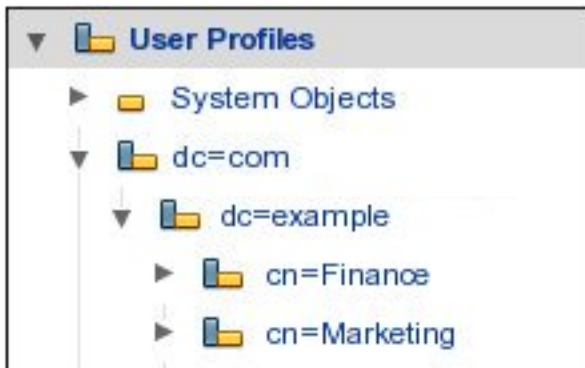 User Profiles
System Objects
dc=com
dc=example
cn=Finance
cn=Marketing